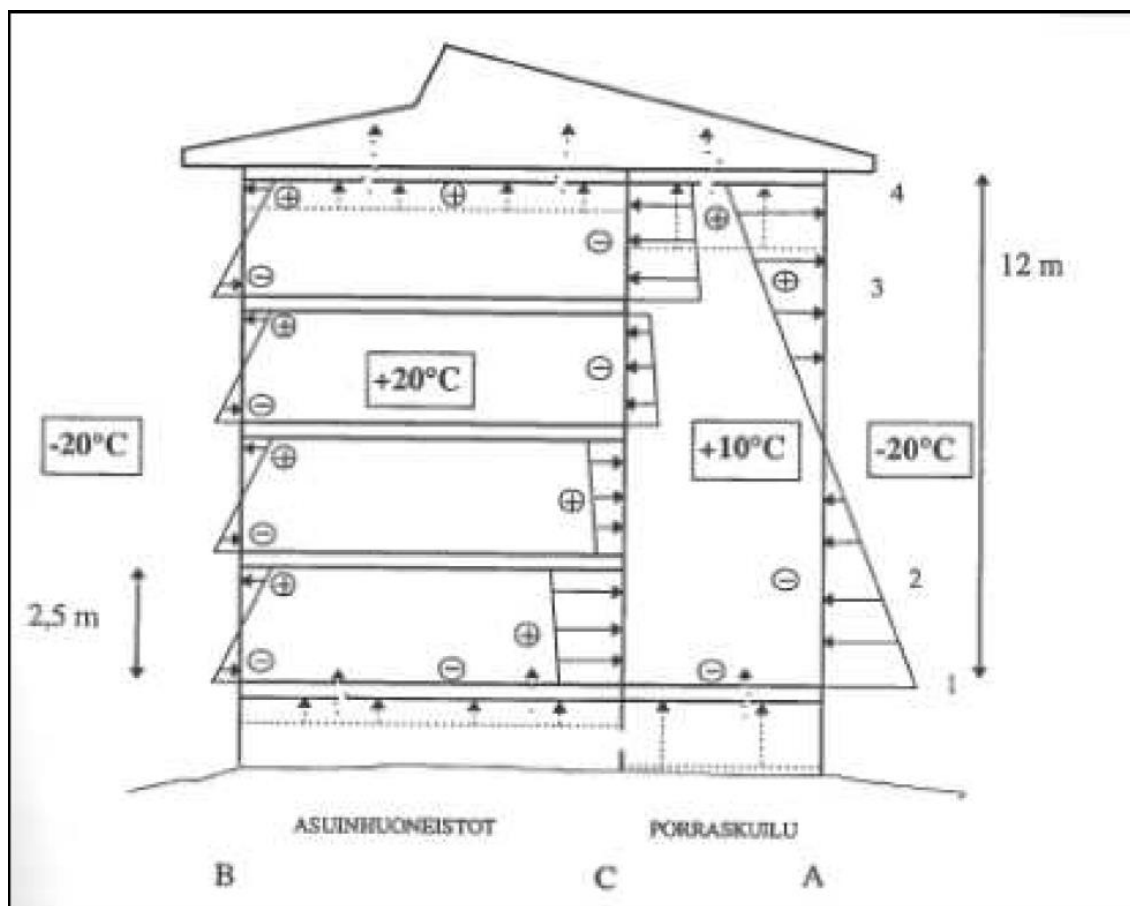 4
12 m
3
+20°C
-20°C
+10°C
-20°C
2
2,5 m
1
ASUINHUONEISTOT
PORRASKUILU
B
C
A